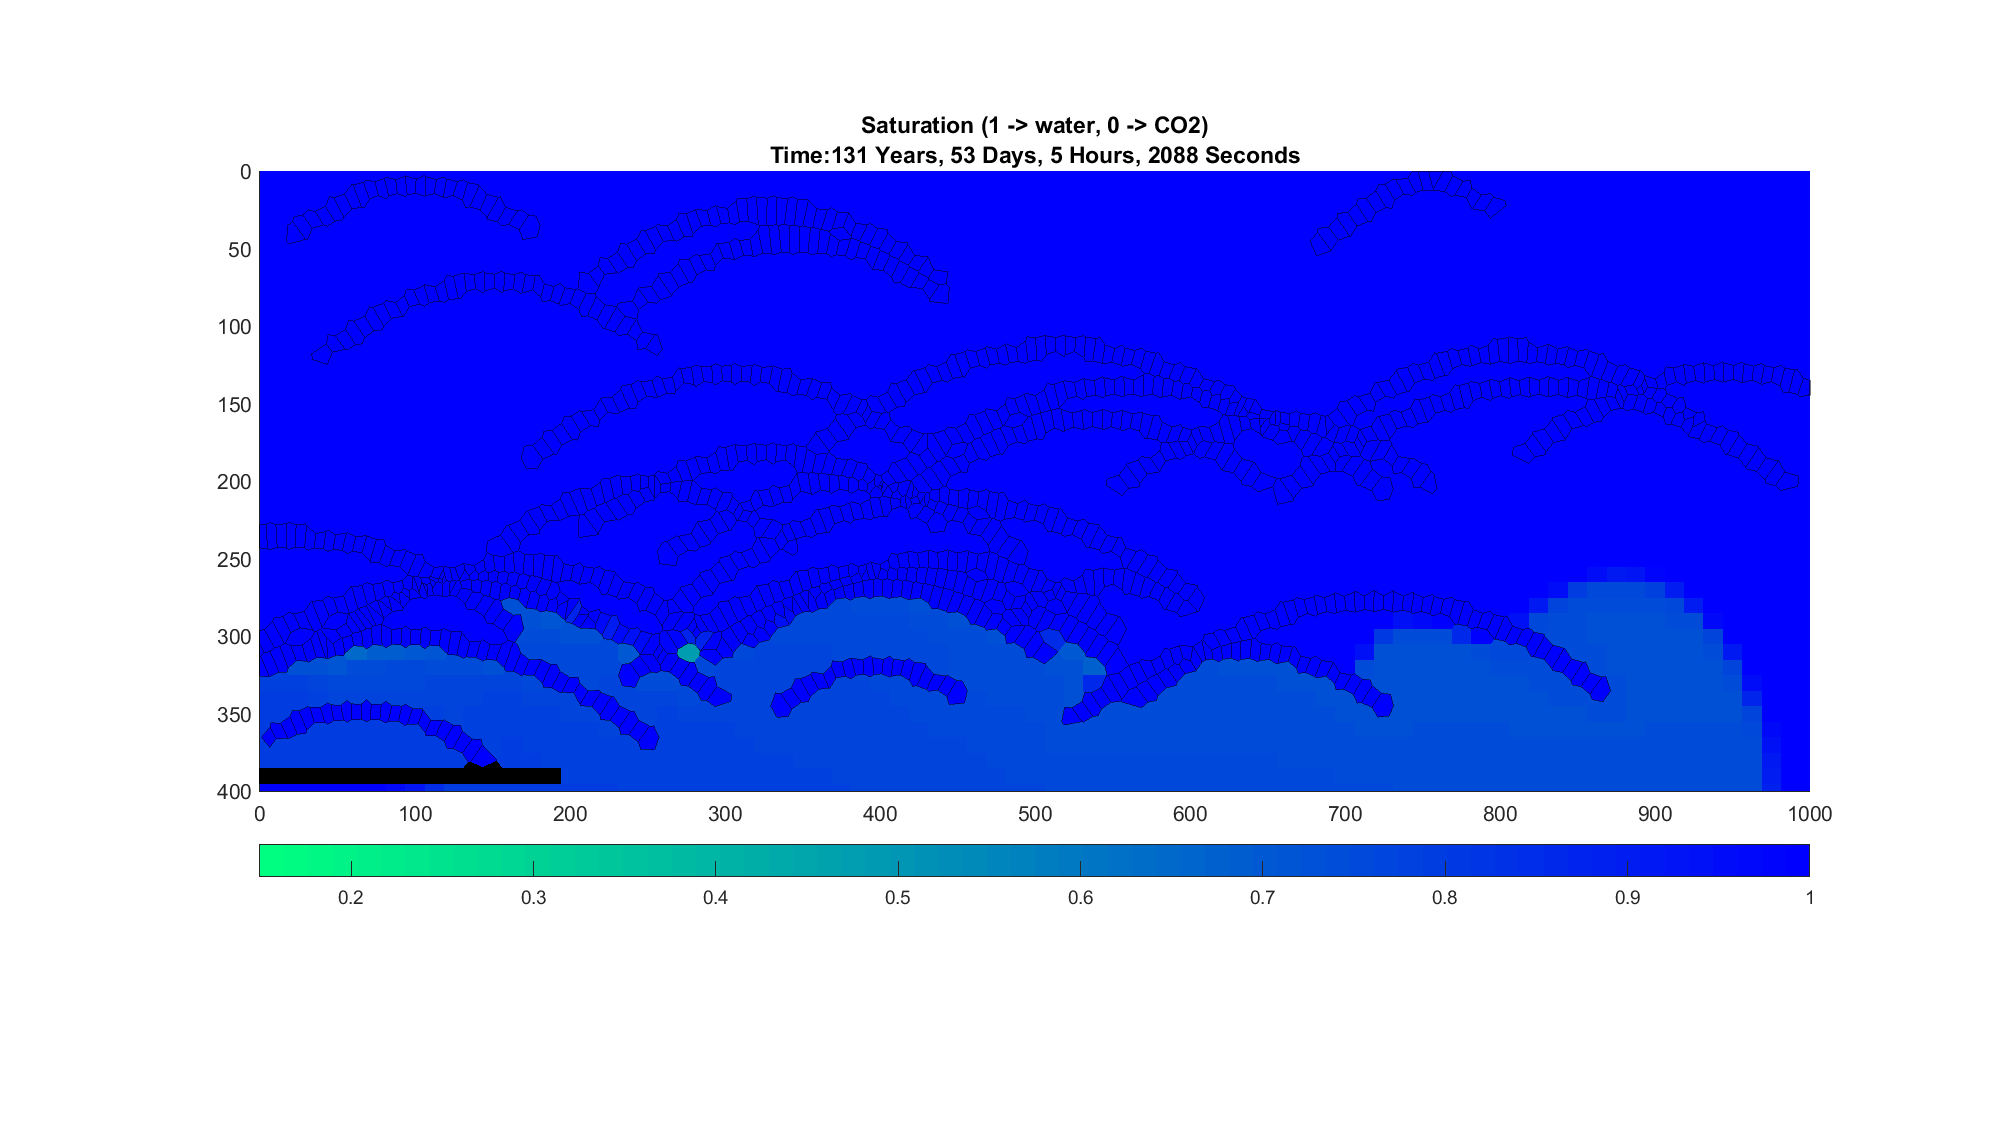 Saturation (1 -> water, 0 -> CO2)
Time:131 Years, 53 Days, 5 Hours, 2088 Seconds
0
50
100
150
200
250
300
350
400
0 100 200 300 400 500 600 700 800 900 1000
0.2 0.3 0.4 0.5 0.6 0.7 0.8 0.9 1